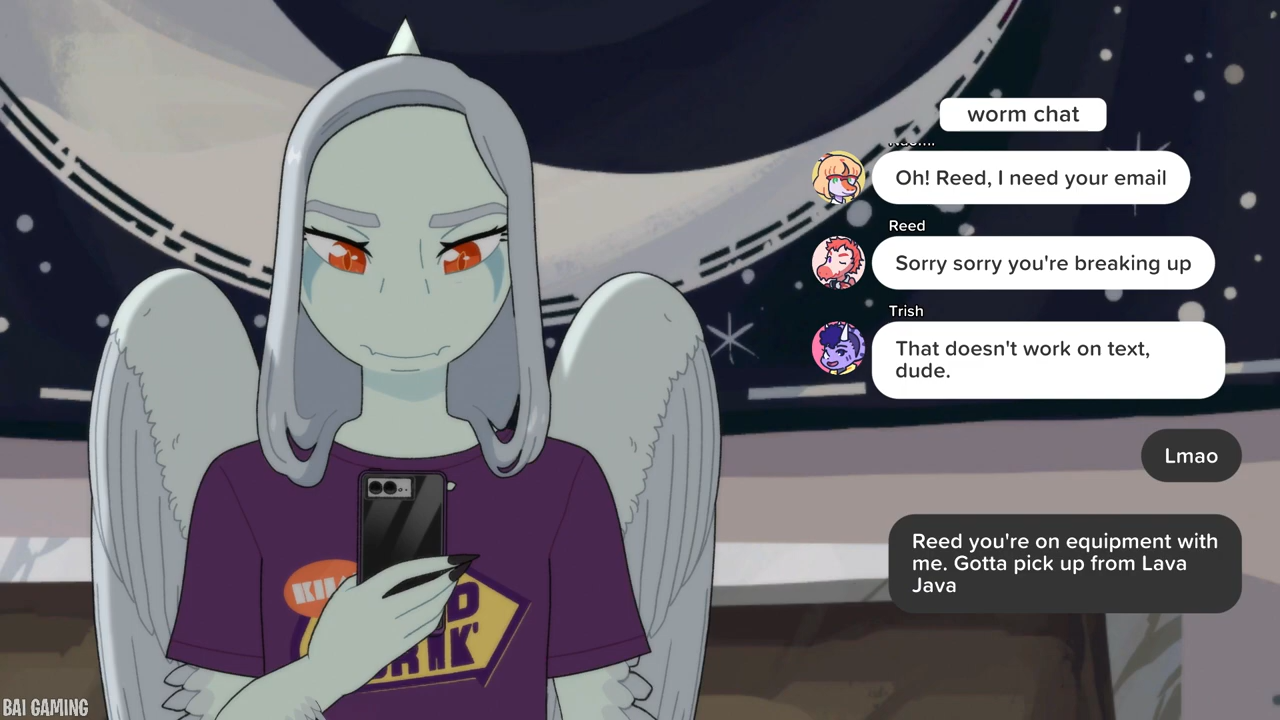 worm chat
Naomi
Oh! Reed, I need your email
Reed
Sorry sorry you're breaking up
Trish
That doesn't work on text,
dude.
Lmao
Reed you're on equipment with
me. Gotta pick up from Lava
Java
BAI GAMING